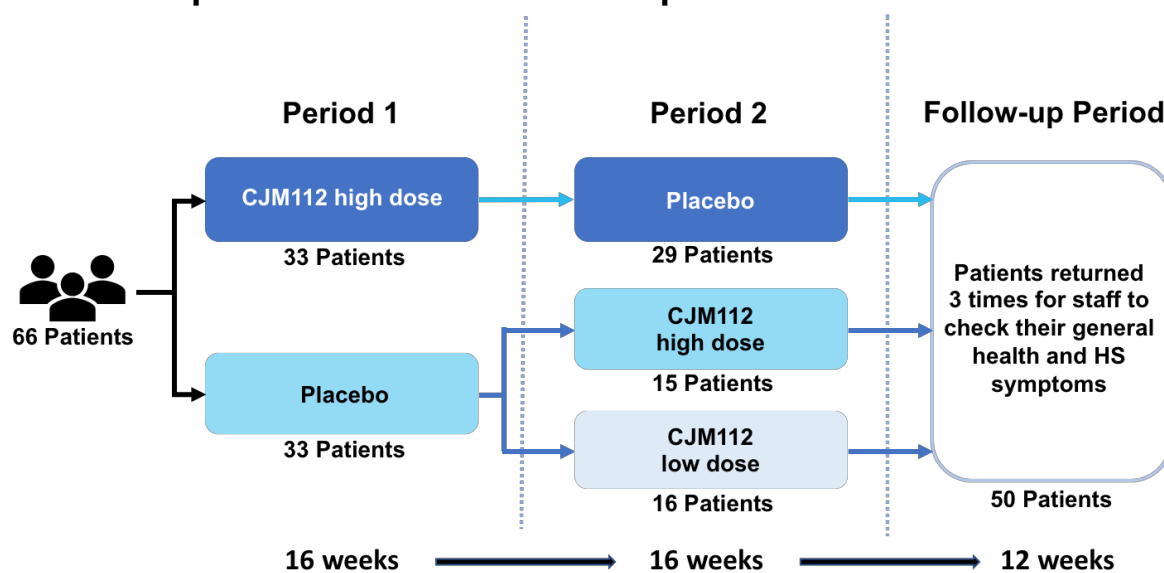 Period 1
Period 2
Follow-up Period
CJM112 high dose
33 Patients
Placebo
29 Patients
66 Patients
Placebo
33 Patients
CJM112
high dose
15 Patients
CJM112
low dose
16 Patients
Patients returned
3 times for staff to
check their general
health and HS
symptoms
50 Patients
16 weeks
16 weeks
12 weeks